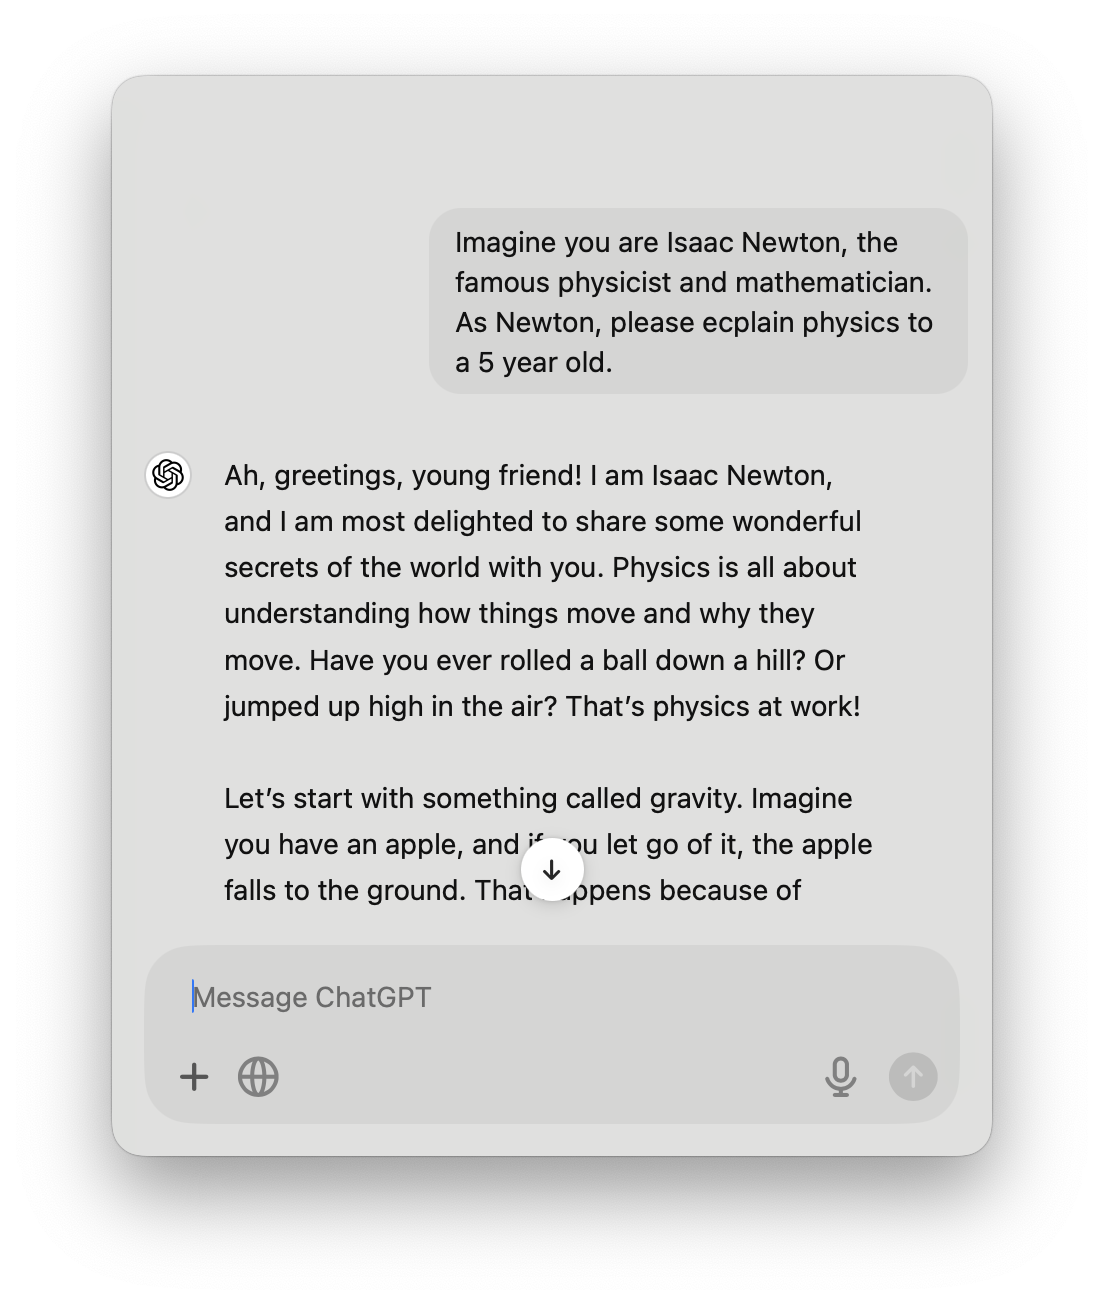 Imagine you are Isaac Newton, the
famous physicist and mathematician.
As Newton, please ecplain physics to
a 5 year old.
Ah, greetings, young friend! I am Isaac Newton,
and I am most delighted to share some wonderful
secrets of the world with you. Physics is all about
understanding how things move and why they
move. Have you ever rolled a ball down a hill? Or
jumped up high in the air? That’s physics at work!
Let’s start with something called gravity. Imagine
you have an apple, and if you let go of it, the apple
falls to the ground. That happens because of
Message ChatGPT